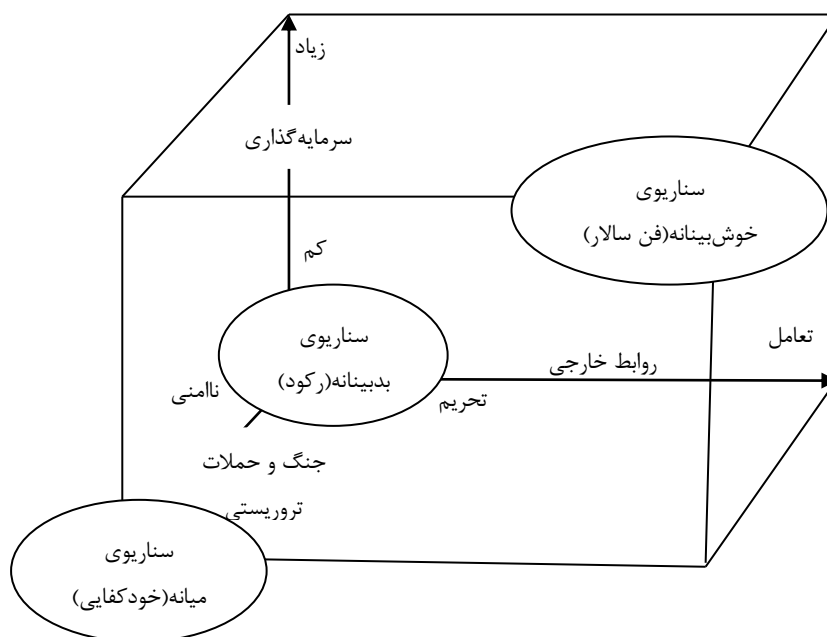 زیاد
سرمایه‌گذاری
سناریوی
خوش‌بینانه(فن سالار)
کم
سناریوی
بدبینانه(رکود)
تعامل
روابط خارجی
تحریم
ناامنی
جنگ و حملات
تروریستی
سناریوی
میانه(خودکفایی)